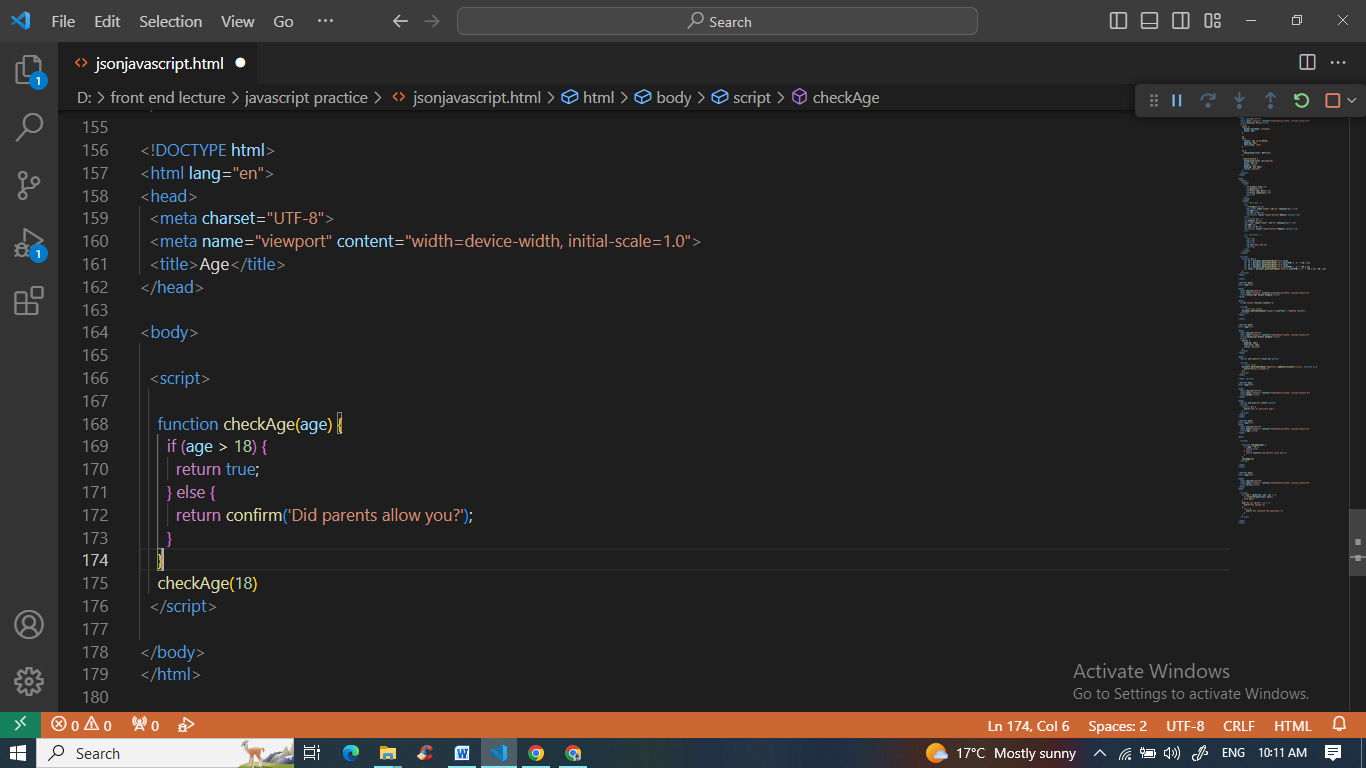 File Edit Selection View Go ··· Search
jsonjavascript.html
D: > front end lecture > javascript practice > jsonjavascript.html > html > body > script > checkAge
1
1
155
156 <!DOCTYPE html>
157 <html lang="en">
158 <head>
159 <meta charset="UTF-8">
160 <meta name="viewport" content="width=device-width, initial-scale=1.0">
161 <title>Age</title>
162 </head>
163
164 <body>
165
166 <script>
167
168 function checkAge(age) {
169 if (age > 18) {
170 return true;
171 } else {
172 return confirm('Did parents allow you?');
173 }
174 }
175 checkAge(18)
176 </script>
177
178 </body>
179 </html>
180
Activate Windows
Go to Settings to activate Windows.
0 0 0 Ln 174, Col 6 Spaces: 2 UTF-8 CRLF HTML
Search 17°C Mostly sunny ENG 10:11 AM